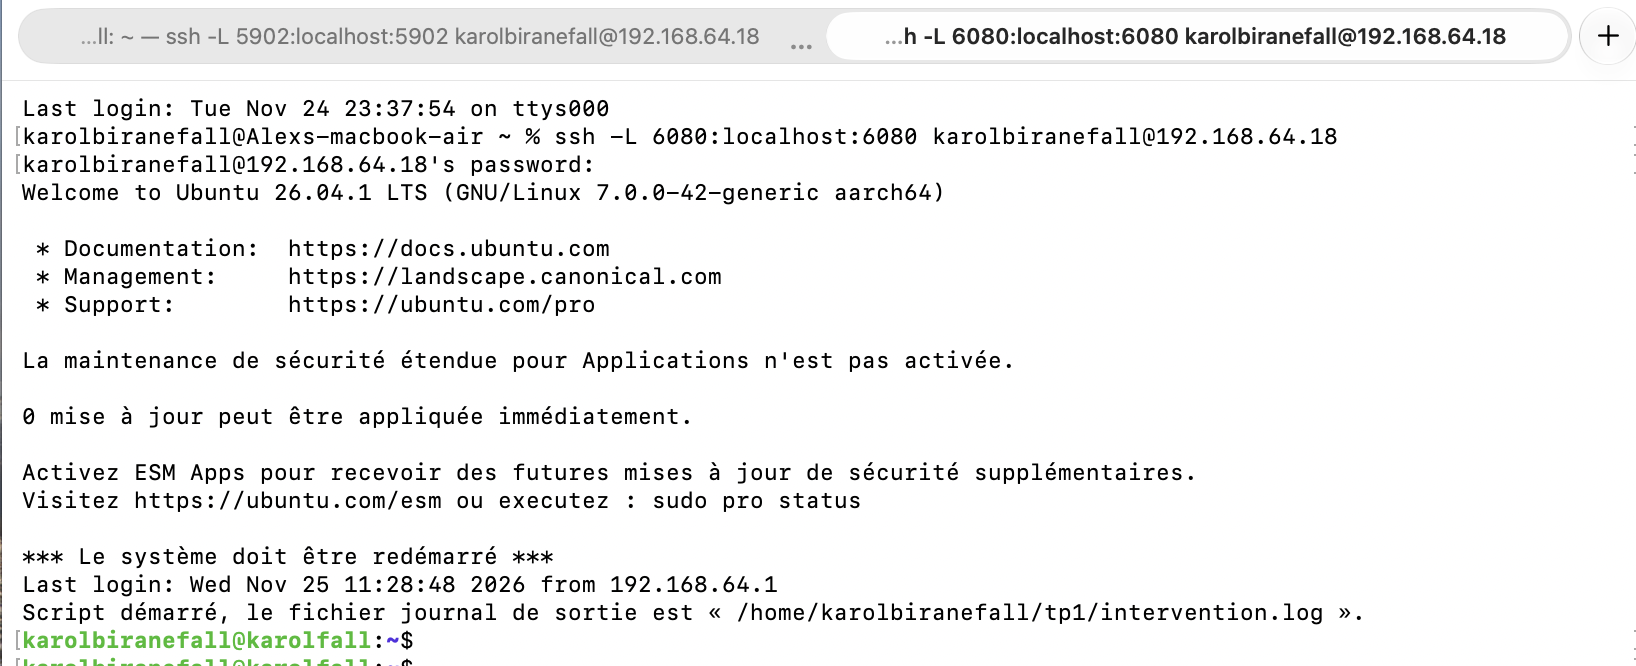 ...ll: ~ — ssh -L 5902:localhost:5902 karolbiranefall@192.168.64.18 ... ...h -L 6080:localhost:6080 karolbiranefall@192.168.64.18 +
Last login: Tue Nov 24 23:37:54 on ttys000
[karolbiranefall@Alexs-macbook-air ~ % ssh -L 6080:localhost:6080 karolbiranefall@192.168.64.18
[karolbiranefall@192.168.64.18's password:
Welcome to Ubuntu 26.04.1 LTS (GNU/Linux 7.0.0-42-generic aarch64)
* Documentation: https://docs.ubuntu.com
* Management: https://landscape.canonical.com
* Support: https://ubuntu.com/pro
La maintenance de sécurité étendue pour Applications n'est pas activée.
0 mise à jour peut être appliquée immédiatement.
Activez ESM Apps pour recevoir des futures mises à jour de sécurité supplémentaires.
Visitez https://ubuntu.com/esm ou executez : sudo pro status
*** Le système doit être redémarré ***
Last login: Wed Nov 25 11:28:48 2026 from 192.168.64.1
Script démarré, le fichier journal de sortie est « /home/karolbiranefall/tp1/intervention.log ».
[karolbiranefall@karolfall:~$
[karolbiranefall@karolfall:~$